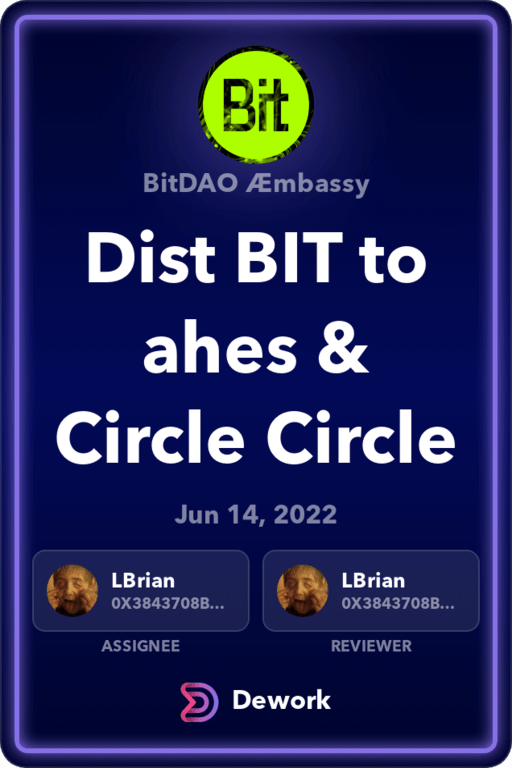 Bit
BitDAO Æmbassy
Dist BIT to
ahes &
Circle Circle
Jun 14, 2022
LBrian
0X3843708B...
LBrian
0X3843708B...
ASSIGNEE
REVIEWER
Dework